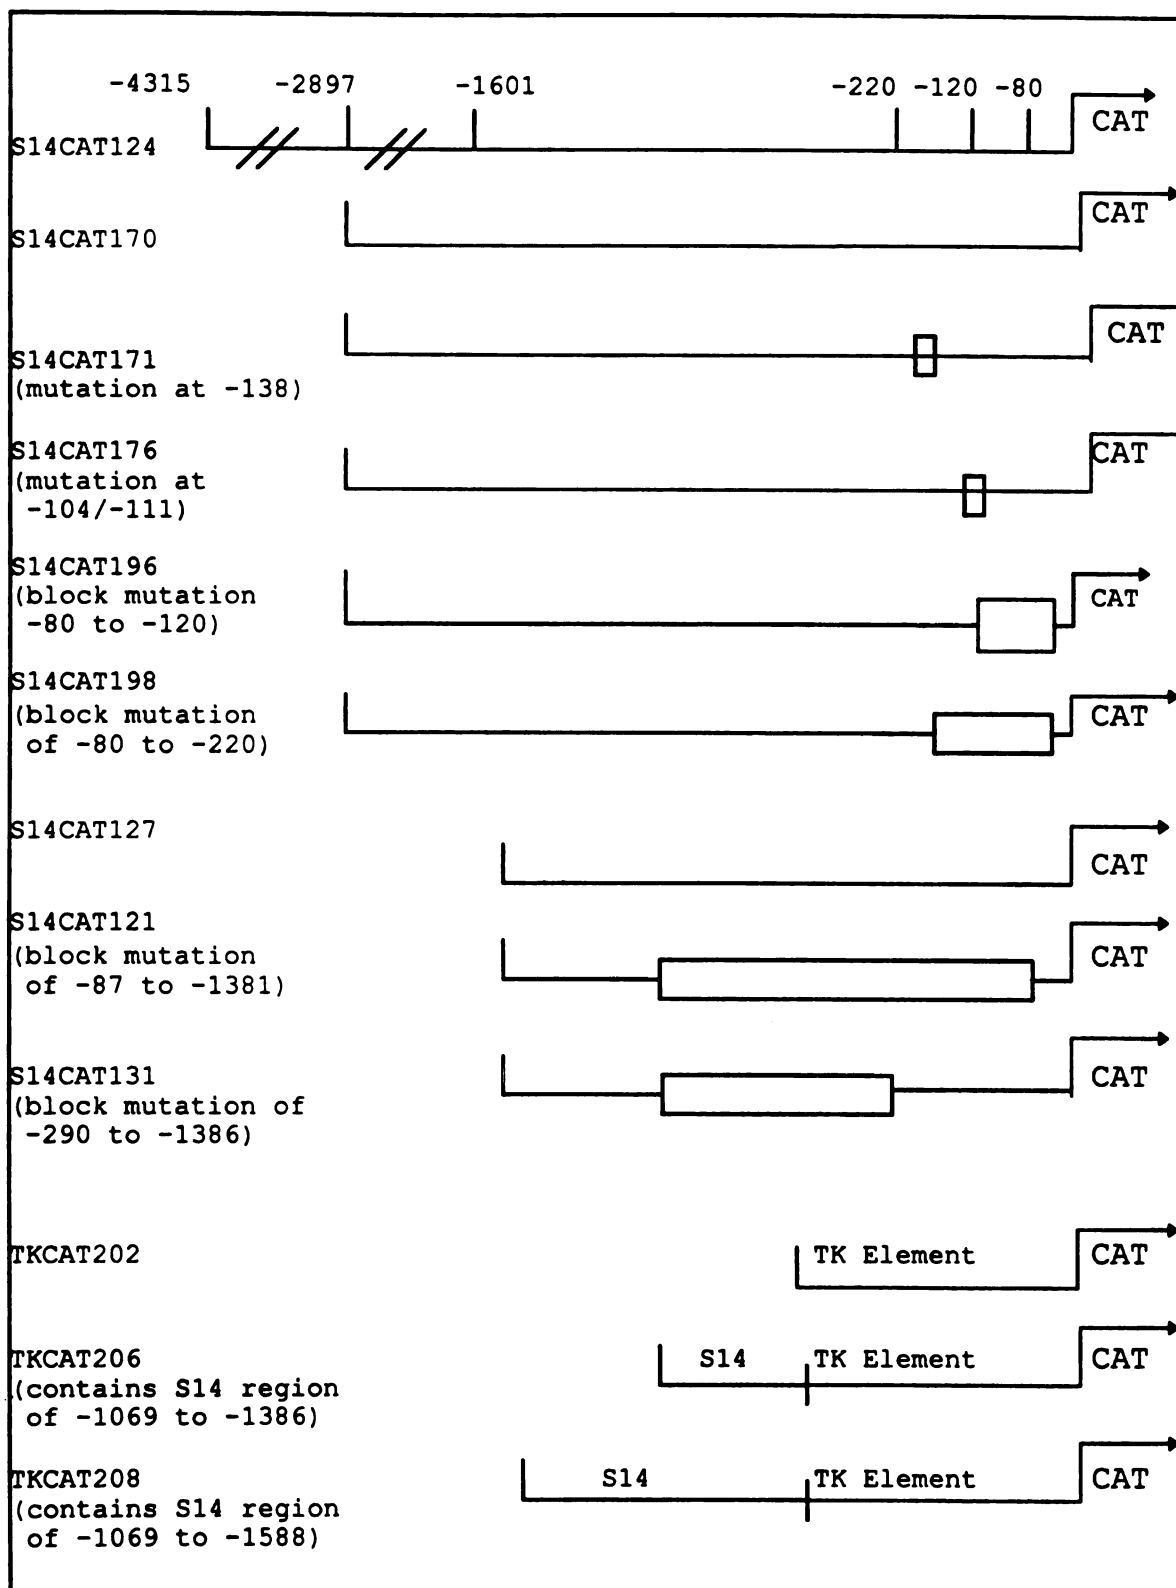 -4315 -2897 -1601 -220 -120 -80
S14CAT124 CAT
S14CAT170 CAT
S14CAT171 CAT
(mutation at -138)
S14CAT176 CAT
(mutation at
-104/-111)
S14CAT196
(block mutation CAT
-80 to -120)
S14CAT198
(block mutation CAT
of -80 to -220)
S14CAT127
CAT
S14CAT121
(block mutation CAT
of -87 to -1381)
S14CAT131 CAT
(block mutation of
-290 to -1386)
TKCAT202 TK Element CAT
TKCAT206 S14 TK Element CAT
(contains S14 region
of -1069 to -1386)
TKCAT208 S14 TK Element CAT
(contains S14 region
of -1069 to -1588)